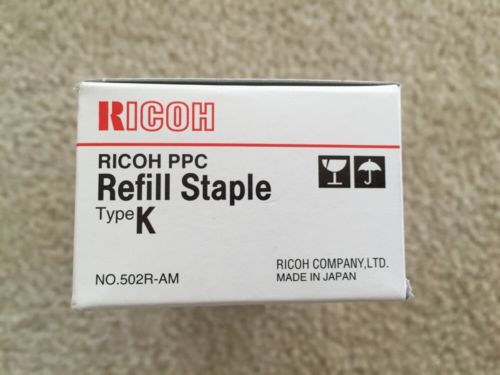 RICOH
RICOH PPC
Refill Staple
Type K
NO.502R-AM
RICOH COMPANY,LTD.
MADE IN JAPAN